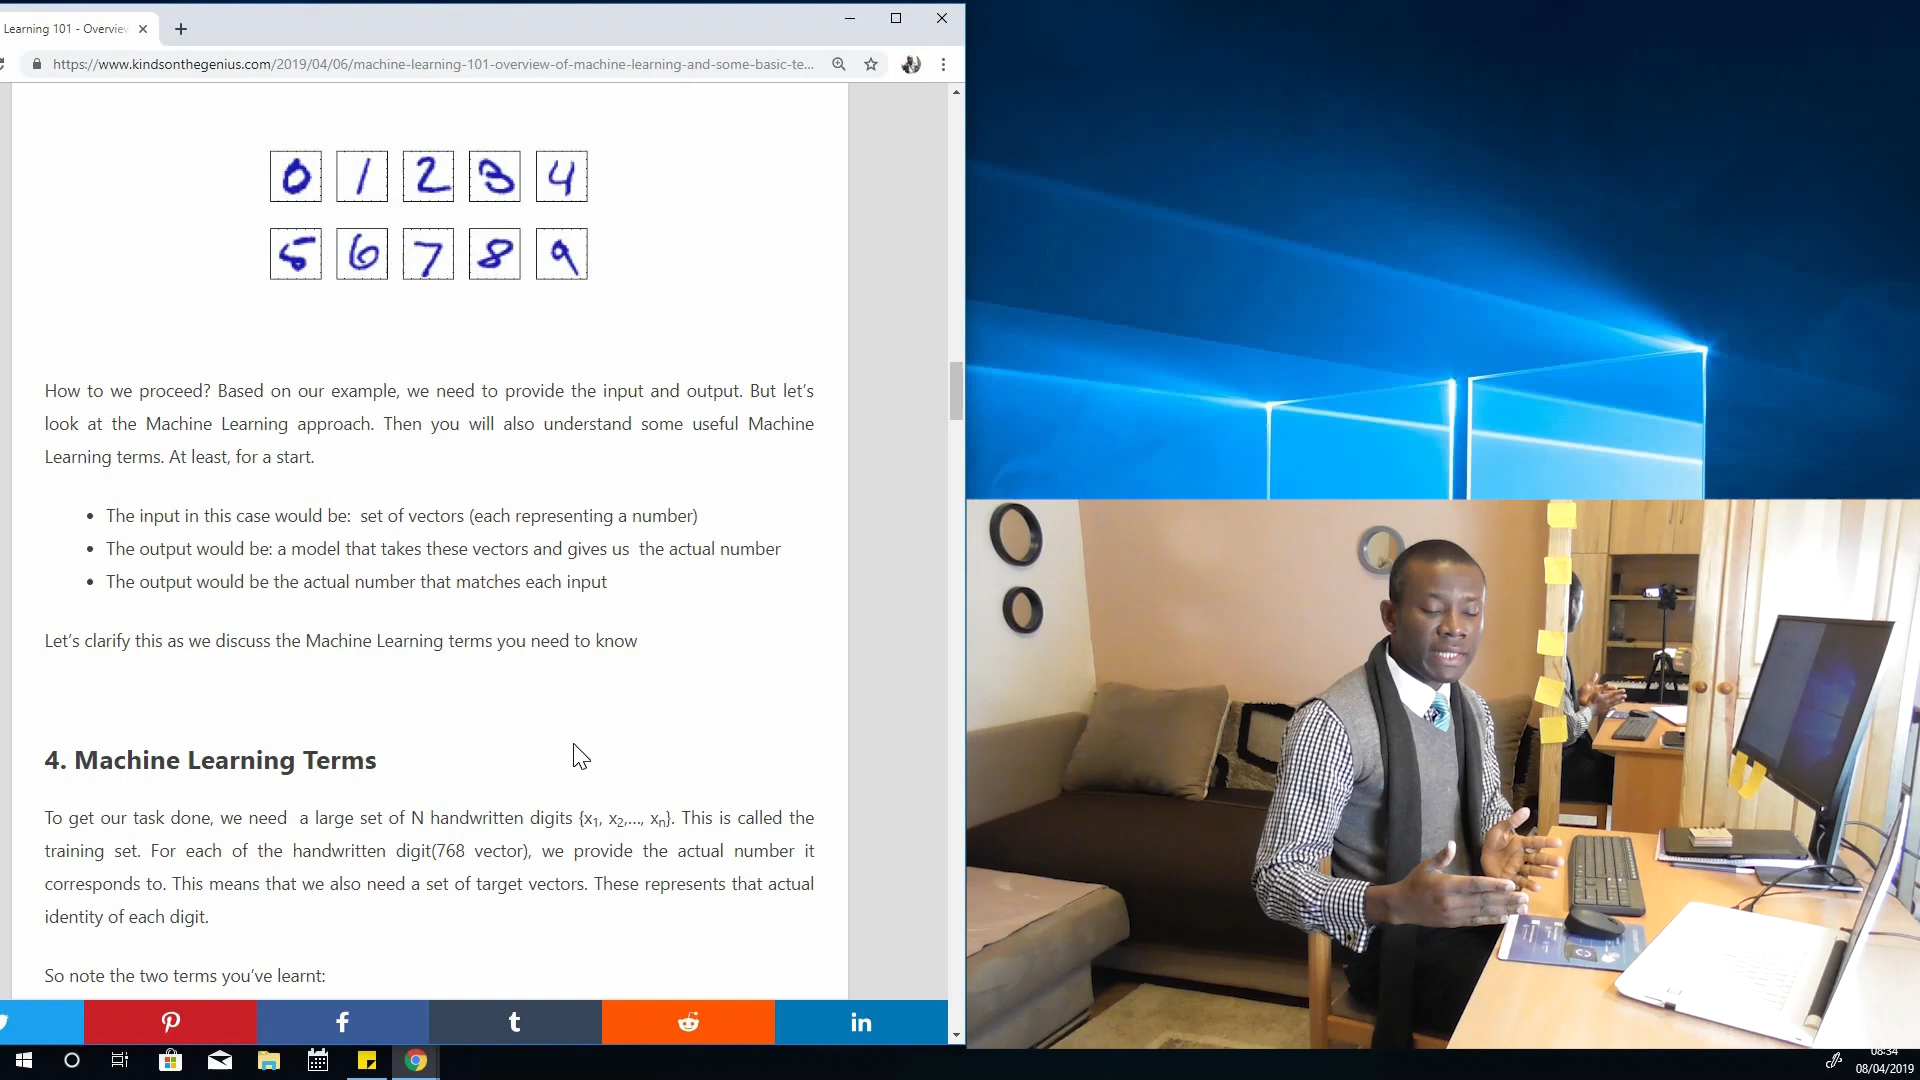 Learning 101 - Overvie
https://www.kindsonthegenius.com/2019/04/06/machine-learning-101-overview-of-machine-learning-and-some-basic-te...
0 1 2 3 4
5 6 7 8 9
How to we proceed? Based on our example, we need to provide the input and output. But let's
look at the Machine Learning approach. Then you will also understand some useful Machine
Learning terms. At least, for a start.
• The input in this case would be: set of vectors (each representing a number)
• The output would be: a model that takes these vectors and gives us the actual number
• The output would be the actual number that matches each input
Let's clarify this as we discuss the Machine Learning terms you need to know
4. Machine Learning Terms
To get our task done, we need a large set of N handwritten digits {x₁, x₂,..., xₙ}. This is called the
training set. For each of the handwritten digit(768 vector), we provide the actual number it
corresponds to. This means that we also need a set of target vectors. These represents that actual
identity of each digit.
So note the two terms you've learnt:
f t in
08:34
08/04/2019